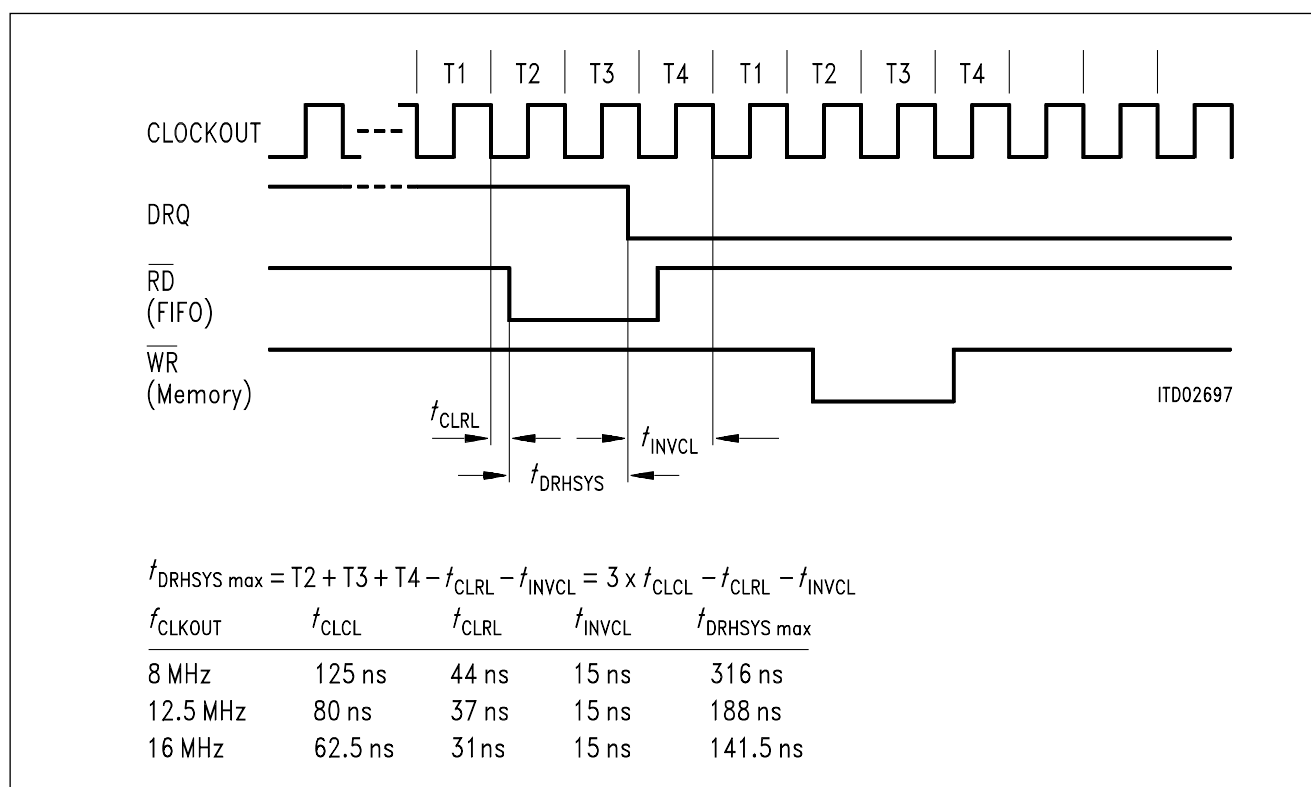 T1 T2 T3 T4 T1 T2 T3 T4
CLOCKOUT
DRQ
R̅D̅
(FIFO)
W̅R̅
(Memory)
ITD02697
tCLRL
tINVCL
tDRHSYS
tDRHSYS max = T2 + T3 + T4 – tCLRL – tINVCL = 3 x tCLCL – tCLRL – tINVCL
fCLKOUT tCLCL tCLRL tINVCL tDRHSYS max
8 MHz 125 ns 44 ns 15 ns 316 ns
12.5 MHz 80 ns 37 ns 15 ns 188 ns
16 MHz 62.5 ns 31ns 15 ns 141.5 ns